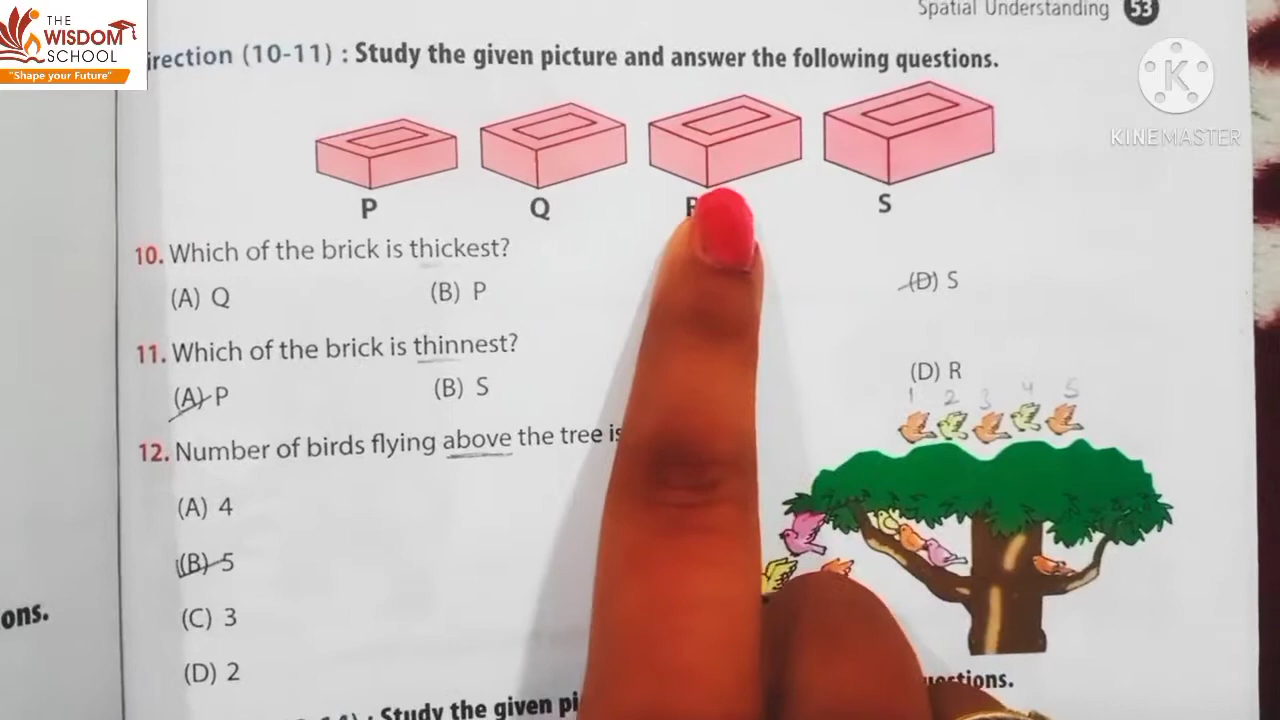 THE
WISDOM
SCHOOL
"Shape your Future"
Spatial Understanding 53
irection (10-11) : Study the given picture and answer the following questions.
KINEMASTER
P Q S
10. Which of the brick is thickest?
(A) Q (B) P (D) S
11. Which of the brick is thinnest?
(A) P (B) S (D) R
1 2 3 4 5
12. Number of birds flying above the tree is
(A) 4
(B) 5
(C) 3
(D) 2
ons.
Study the given pi